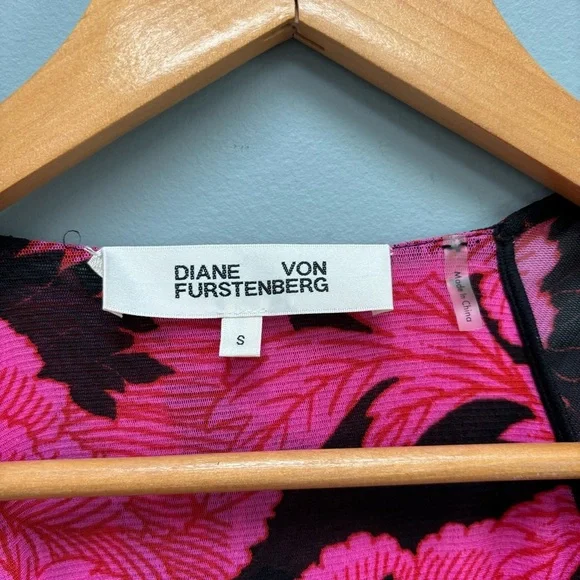 DIANE VON
FURSTENBERG
S
Made In China